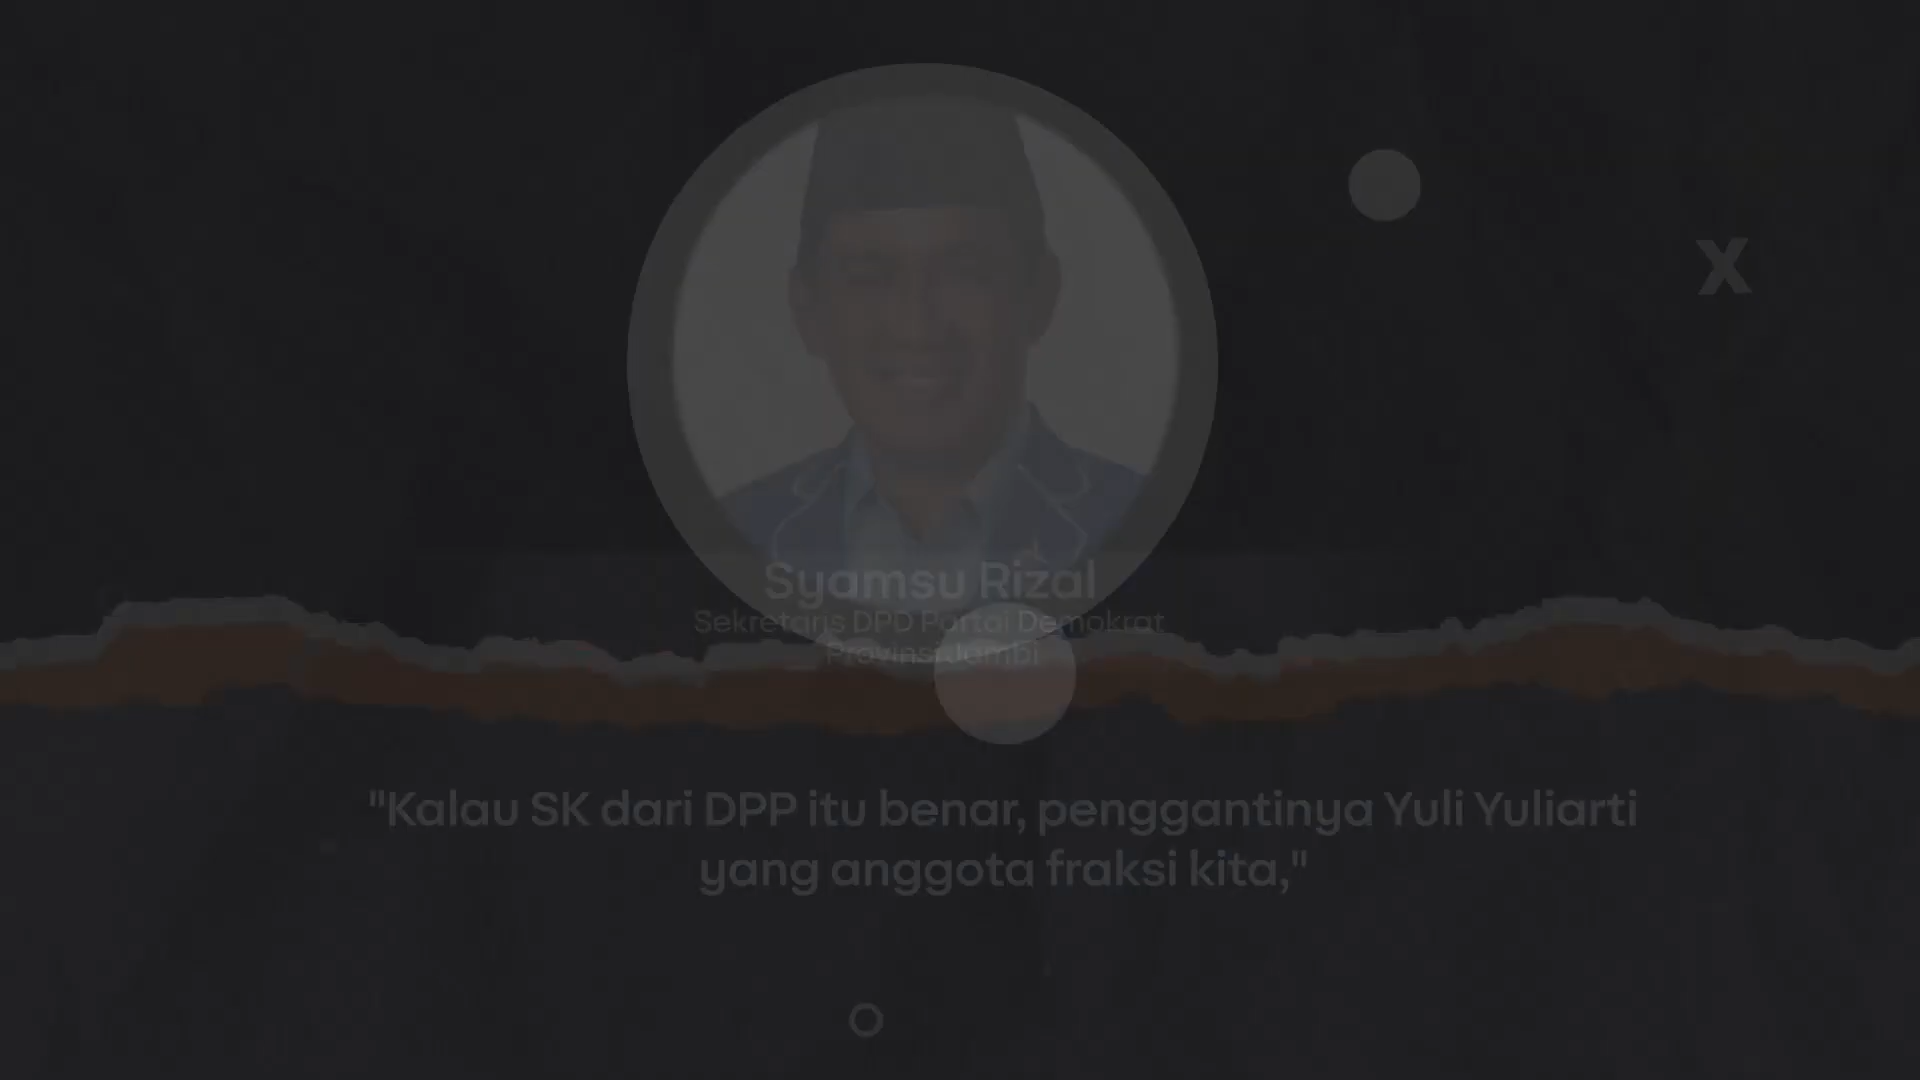 Syamsu Rizal
Sekretaris DPD Partai Demokrat
Provinsi Jambi
"Kalau SK dari DPP itu benar, penggantinya Yuli Yuliarti
yang anggota fraksi kita,"